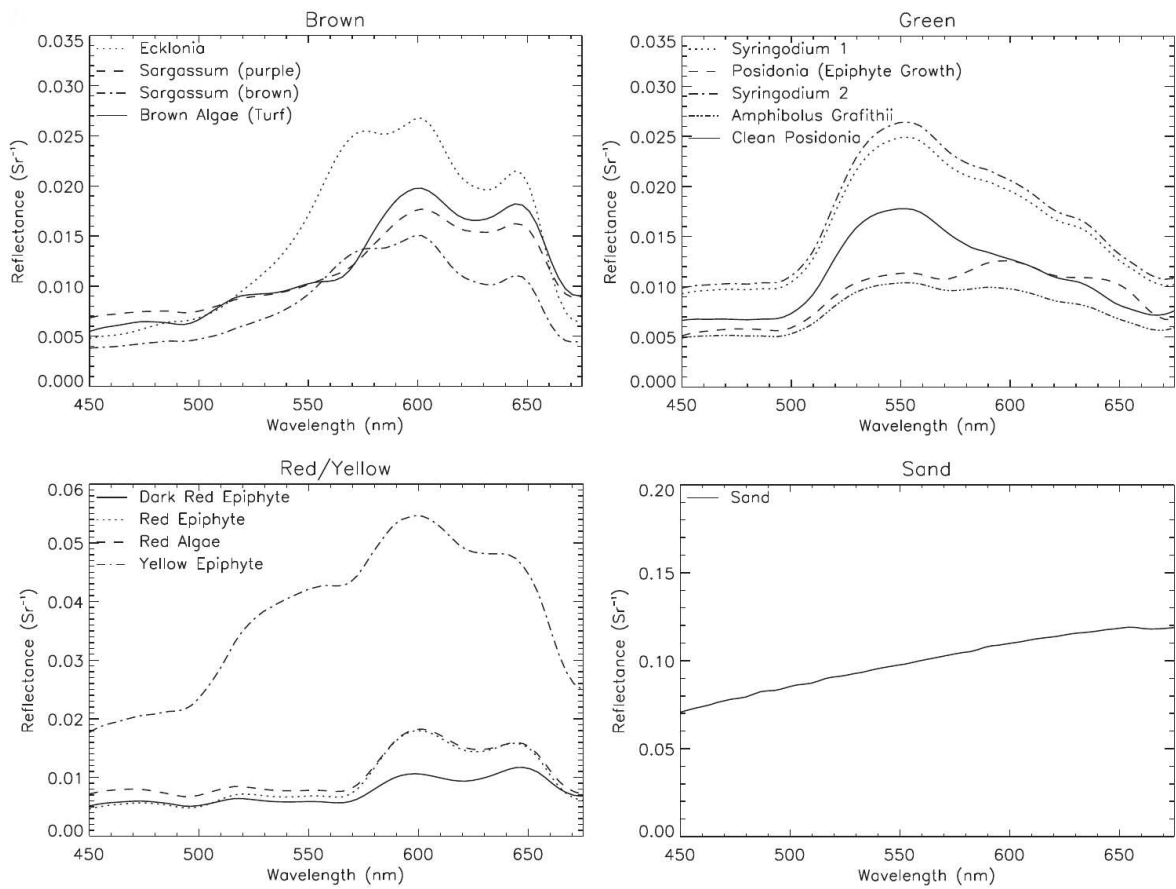 Brown
0.035
0.030
0.025
0.020
0.015
0.010
0.005
0.000
Reflectance (Sr⁻¹)
Ecklonia
Sargassum (purple)
Sargassum (brown)
Brown Algae (Turf)
450 500 550 600 650
Wavelength (nm)
Green
0.035
0.030
0.025
0.020
0.015
0.010
0.005
0.000
Reflectance (Sr⁻¹)
Syringodium 1
Posidonia (Epiphyte Growth)
Syringodium 2
Amphibolus Grafithii
Clean Posidonia
450 500 550 600 650
Wavelength (nm)
Red/Yellow
0.06
0.05
0.04
0.03
0.02
0.01
0.00
Reflectance (Sr⁻¹)
Dark Red Epiphyte
Red Epiphyte
Red Algae
Yellow Epiphyte
450 500 550 600 650
Wavelength (nm)
Sand
0.20
0.15
0.10
0.05
0.00
Reflectance (Sr⁻¹)
Sand
450 500 550 600 650
Wavelength (nm)